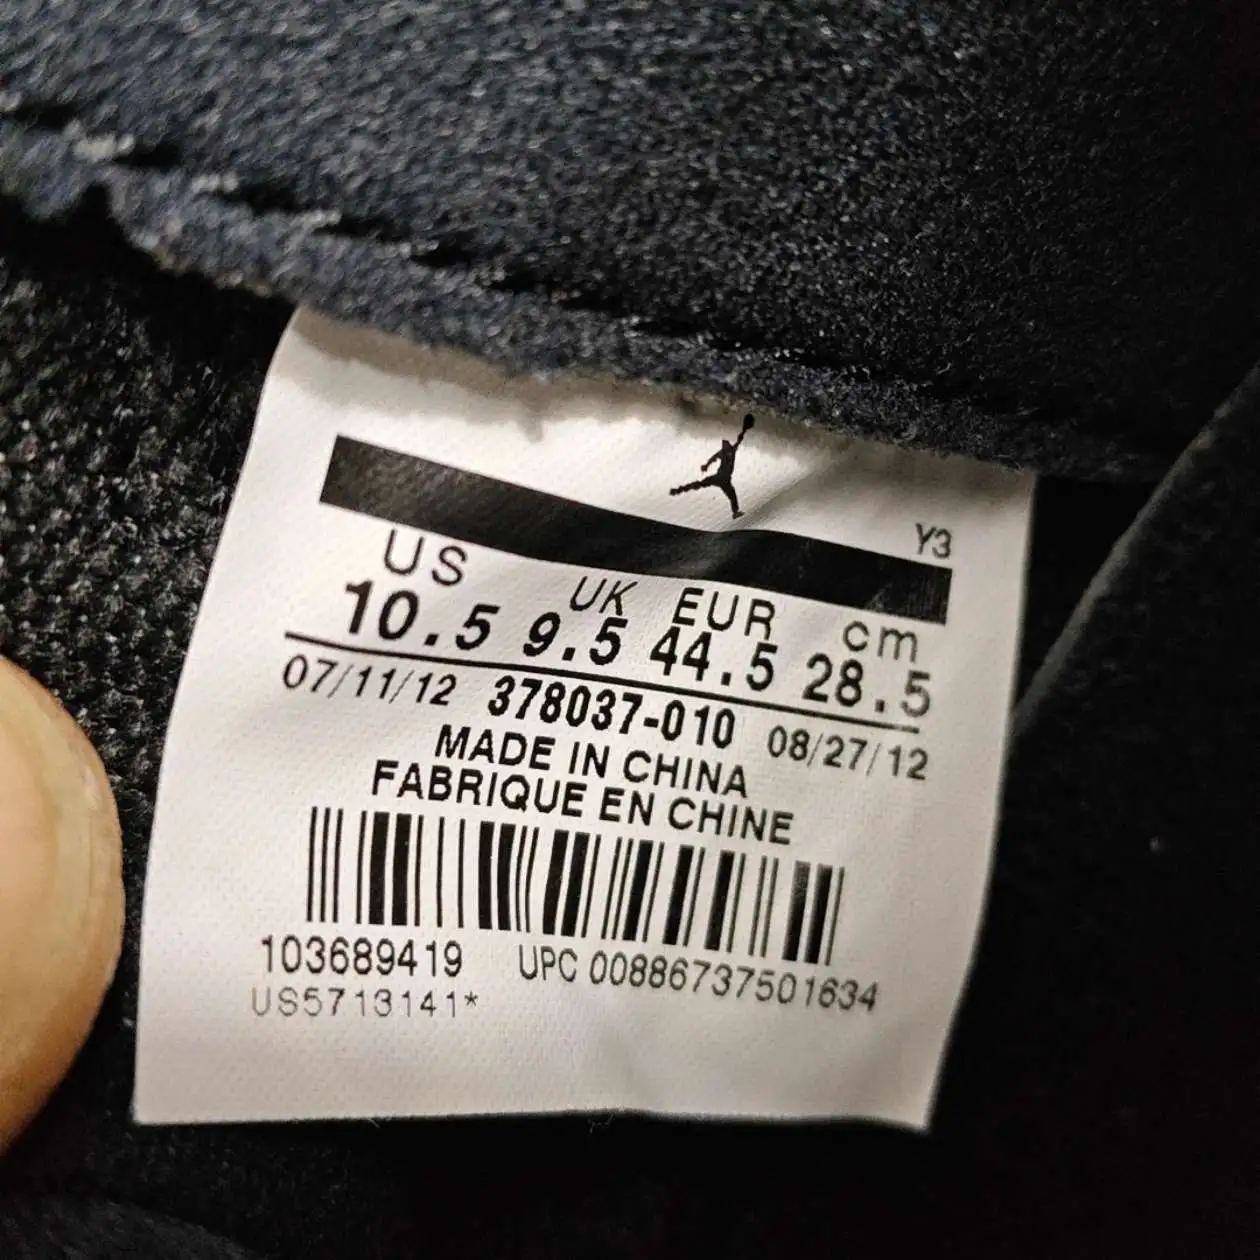 Y3
US UK EUR cm
10.5 9.5 44.5 28.5
07/11/12 378037-010 08/27/12
MADE IN CHINA
FABRIQUE EN CHINE
103689419 UPC 00886737501634
US5713141*